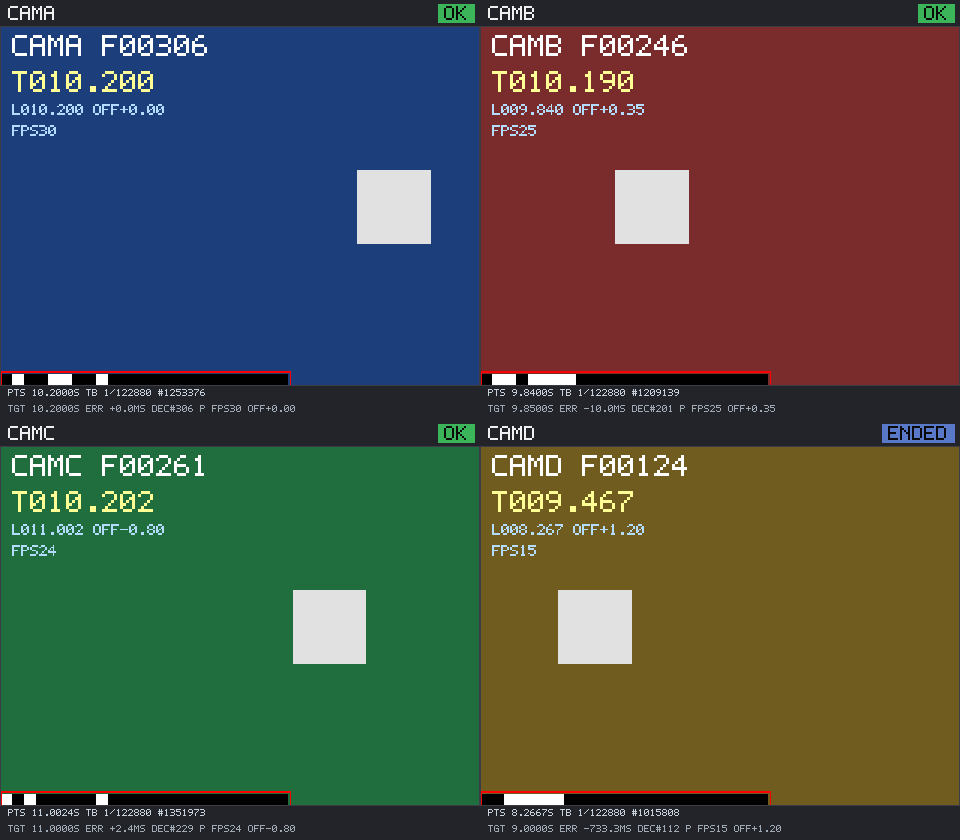 CAMA OK
CAMA F00306
T010.200
L010.200 OFF+0.00
FPS30
PTS 10.2000S TB 1/122880 #1253376
TGT 10.2000S ERR +0.0MS DEC#306 P FPS30 OFF+0.00
CAMB OK
CAMB F00246
T010.190
L009.840 OFF+0.35
FPS25
PTS 9.8400S TB 1/122880 #1209139
TGT 9.8500S ERR -10.0MS DEC#201 P FPS25 OFF+0.35
CAMC OK
CAMC F00261
T010.202
L011.002 OFF-0.80
FPS24
PTS 11.0024S TB 1/122880 #1351973
TGT 11.0000S ERR +2.4MS DEC#229 P FPS24 OFF-0.80
CAMD ENDED
CAMD F00124
T009.467
L008.267 OFF+1.20
FPS15
PTS 8.2667S TB 1/122880 #1015808
TGT 9.0000S ERR -733.3MS DEC#112 P FPS15 OFF+1.20